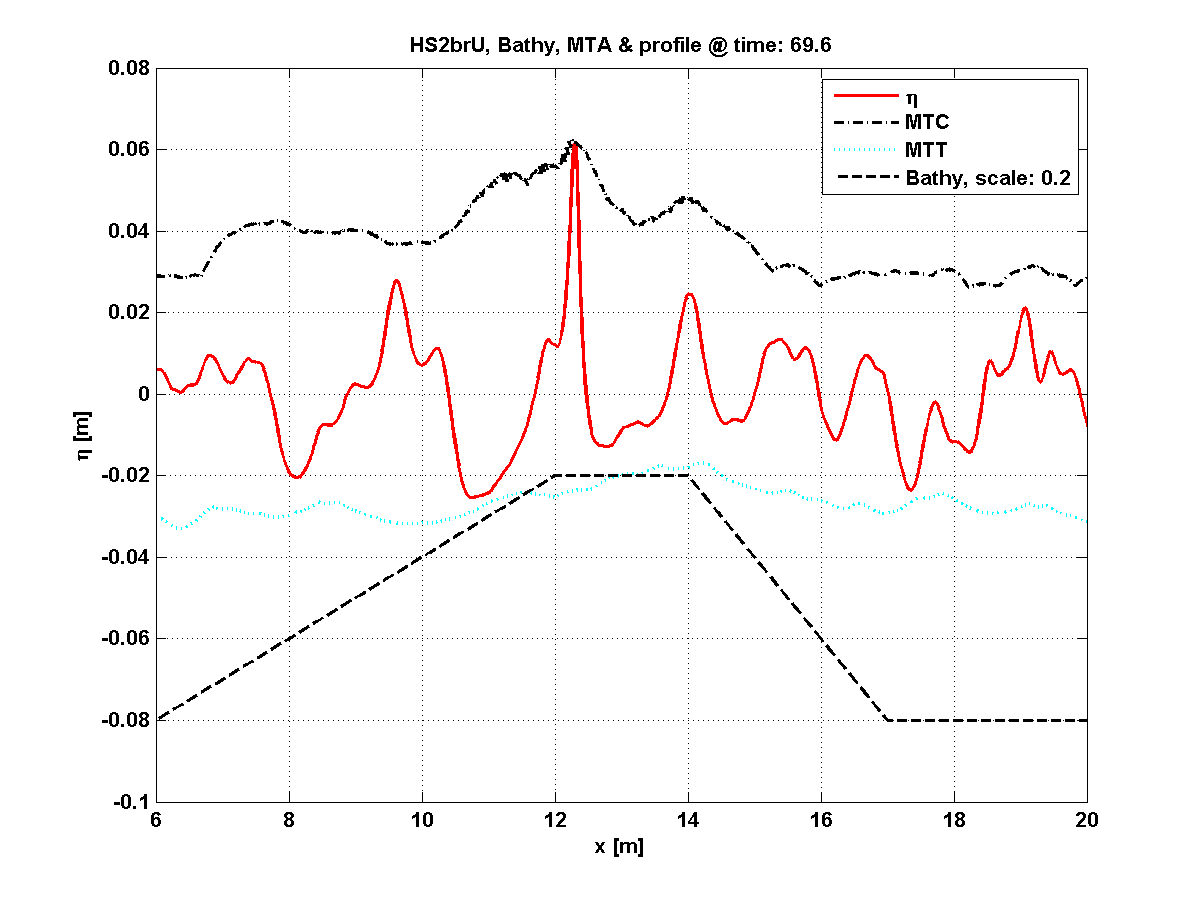 HS2brU, Bathy, MTA & profile @ time: 69.6
0.08
0.06
0.04
0.02
0
-0.02
-0.04
-0.06
-0.08
-0.1
η [m]
η
MTC
MTT
Bathy, scale: 0.2
6 8 10 12 14 16 18 20
x [m]